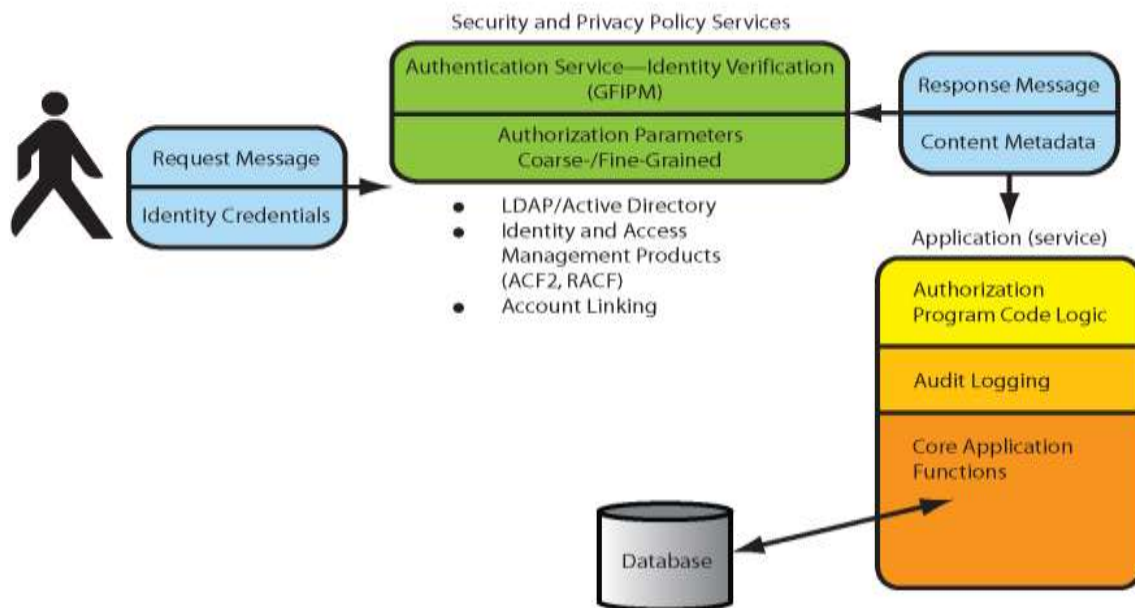 Security and Privacy Policy Services
Authentication Service—Identity Verification
(GFIPM)
Authorization Parameters
Coarse-/Fine-Grained
Request Message
Identity Credentials
● LDAP/Active Directory
● Identity and Access
Management Products
(ACF2, RACF)
● Account Linking
Response Message
Content Metadata
Application (service)
Authorization
Program Code Logic
Audit Logging
Core Application
Functions
Database